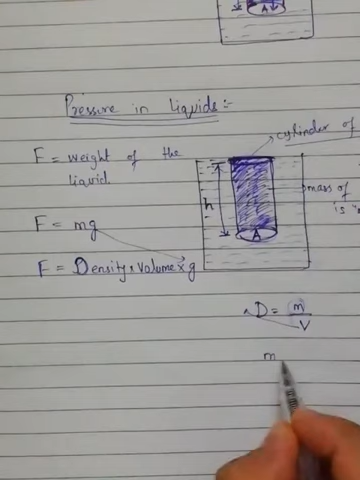 A
Pressure in liquids:-
cylinder of
F = weight of the
liquid
h
mass of
is
A
F = mg
F = Density × Volume × g
D = m/V
m